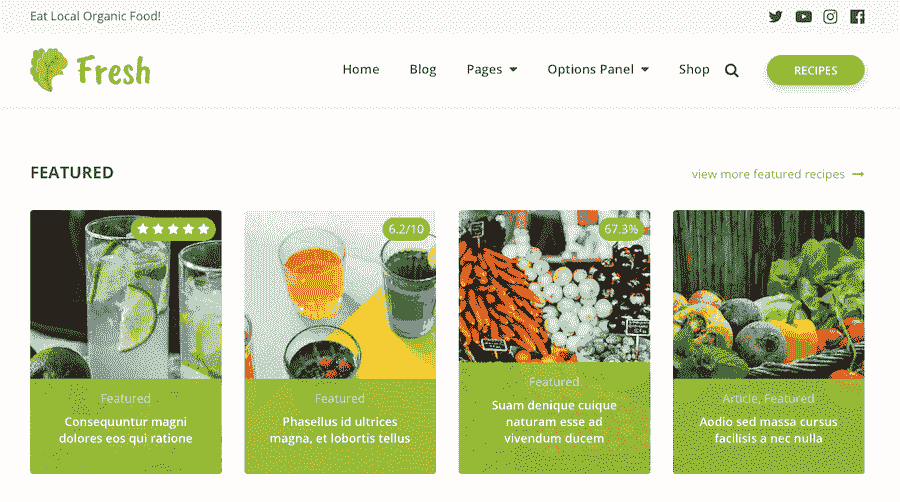 Eat Local Organic Food!
Fresh
Home Blog Pages Options Panel Shop RECIPES
FEATURED
view more featured recipes
6.2/10
67.3%
Featured
Consequuntur magni
dolores eos qui ratione
Featured
Phasellus id ultrices
magna, et lobortis tellus
Featured
Suam denique cuique
naturam esse ad
vivendum ducem
Article, Featured
Aodio sed massa cursus
facilisis a nec nulla